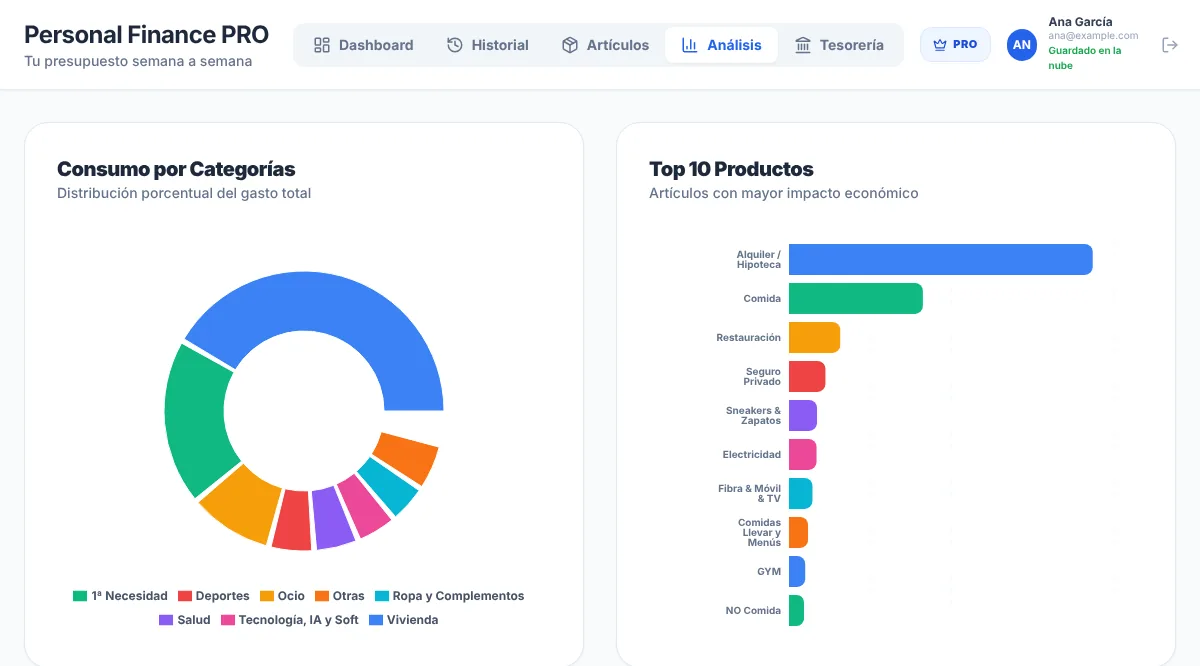 Personal Finance PRO
Tu presupuesto semana a semana
Dashboard
Historial
Artículos
Análisis
Tesorería
PRO
AN
Ana García
ana@example.com
Guardado en la
nube
Consumo por Categorías
Distribución porcentual del gasto total
1ª Necesidad
Deportes
Ocio
Otras
Ropa y Complementos
Salud
Tecnología, IA y Soft
Vivienda
Top 10 Productos
Artículos con mayor impacto económico
Alquiler /
Hipoteca
Comida
Restauración
Seguro
Privado
Sneakers &
Zapatos
Electricidad
Fibra & Móvil
& TV
Comidas
Llevar y
Menús
GYM
NO Comida